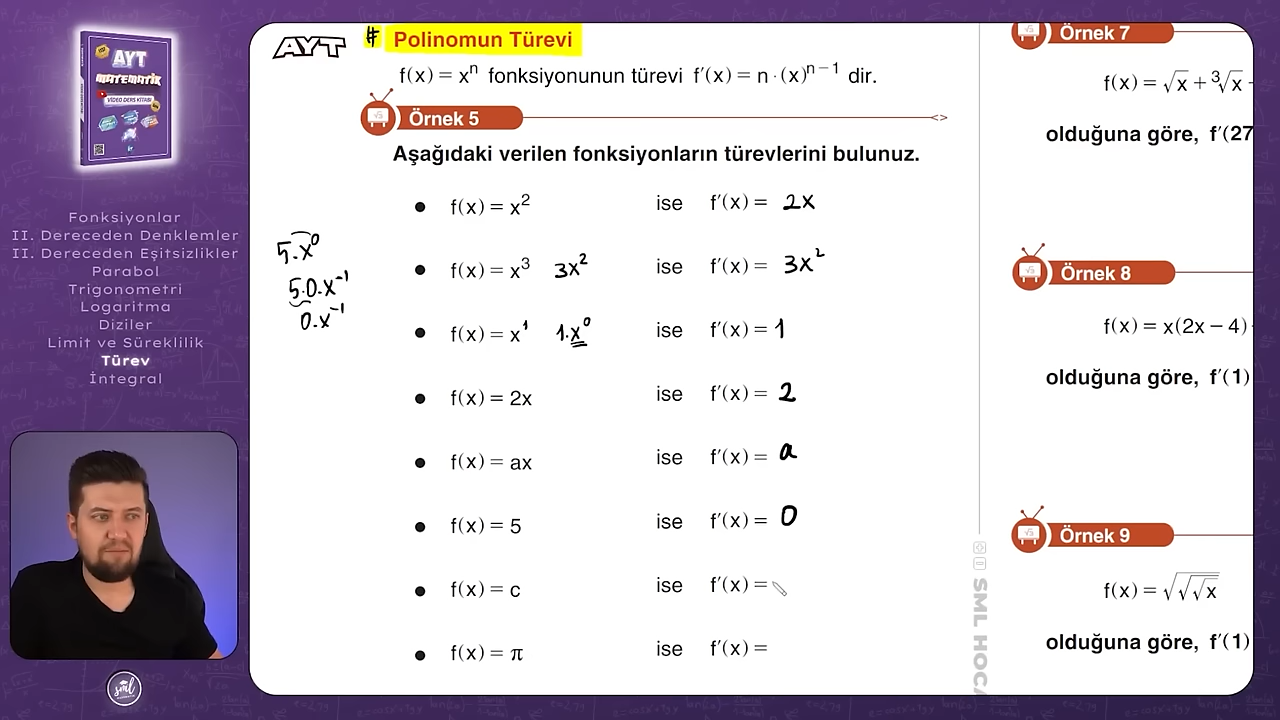 AYT
MATEMATİK
VİDEO DERS KİTABI
Fonksiyonlar
II. Dereceden Denklemler
II. Dereceden Eşitsizlikler
Parabol
Trigonometri
Logaritma
Diziler
Limit ve Süreklilik
Türev
İntegral
sml
AYT # Polinomun Türevi
f(x) = xⁿ fonksiyonunun türevi f′(x) = n · (x)ⁿ⁻¹ dir.
Örnek 5
Aşağıdaki verilen fonksiyonların türevlerini bulunuz.
• f(x) = x² ise f′(x) = 2x
• f(x) = x³ 3x² ise f′(x) = 3x²
• f(x) = x¹ 1.x⁰ ise f′(x) = 1
• f(x) = 2x ise f′(x) = 2
• f(x) = ax ise f′(x) = a
• f(x) = 5 ise f′(x) = 0
• f(x) = c ise f′(x) =
• f(x) = π ise f′(x) =
5.x⁰
5.0.x⁻¹
0.x⁻¹
SML HOCA
Örnek 7
f(x) = √x + ³√x -
olduğuna göre, f′(27
Örnek 8
f(x) = x(2x − 4)·
olduğuna göre, f′(1)
Örnek 9
f(x) = √√√x
olduğuna göre, f′(1)